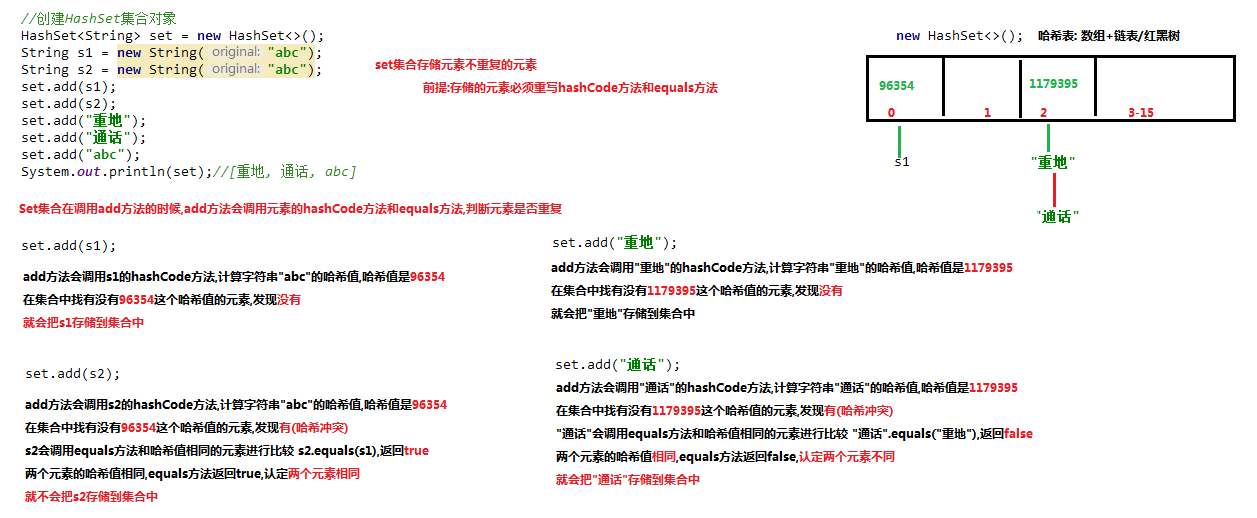 //创建HashSet集合对象
HashSet<String> set = new HashSet<>();
String s1 = new String( original: "abc");
String s2 = new String( original: "abc");
set.add(s1);
set.add(s2);
set.add("重地");
set.add("通话");
set.add("abc");
System.out.println(set);//[重地, 通话, abc]
set集合存储元素不重复的元素
前提:存储的元素必须重写hashCode方法和equals方法
new HashSet<>(); 哈希表: 数组+链表/红黑树
96354
1179395
0
1
2
3-15
s1
"重地"
"通话"
Set集合在调用add方法的时候,add方法会调用元素的hashCode方法和equals方法,判断元素是否重复
set.add(s1);
add方法会调用s1的hashCode方法,计算字符串"abc"的哈希值,哈希值是96354
在集合中找有没有96354这个哈希值的元素,发现没有
就会把s1存储到集合中
set.add(s2);
add方法会调用s2的hashCode方法,计算字符串"abc"的哈希值,哈希值是96354
在集合中找有没有96354这个哈希值的元素,发现有(哈希冲突)
s2会调用equals方法和哈希值相同的元素进行比较 s2.equals(s1),返回true
两个元素的哈希值相同,equals方法返回true,认定两个元素相同
就不会把s2存储到集合中
set.add("重地");
add方法会调用"重地"的hashCode方法,计算字符串"重地"的哈希值,哈希值是1179395
在集合中找有没有1179395这个哈希值的元素,发现没有
就会把"重地"存储到集合中
set.add("通话");
add方法会调用"通话"的hashCode方法,计算字符串"通话"的哈希值,哈希值是1179395
在集合中找有没有1179395这个哈希值的元素,发现有(哈希冲突)
"通话"会调用equals方法和哈希值相同的元素进行比较 "通话".equals("重地"),返回false
两个元素的哈希值相同,equals方法返回false,认定两个元素不同
就会把"通话"存储到集合中